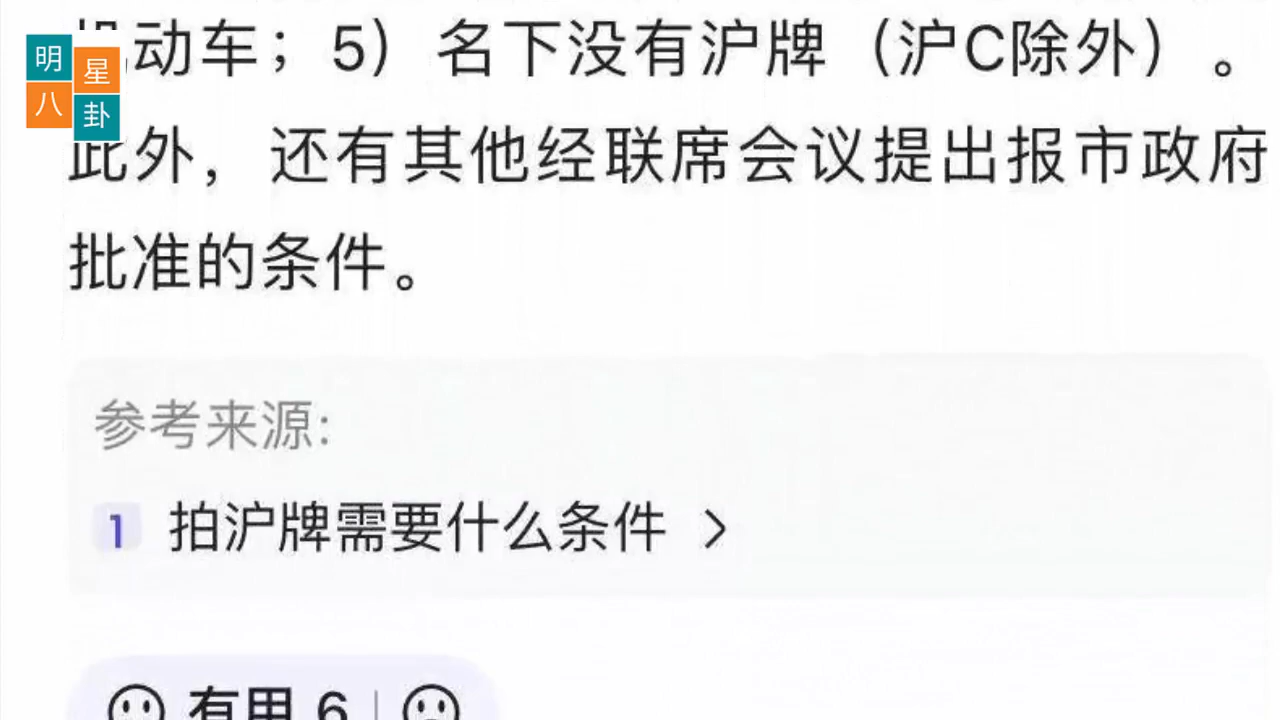 明星
八卦
机动车；5）名下没有沪牌（沪C除外）。
此外，还有其他经联席会议提出报市政府
批准的条件。
参考来源:
1 拍沪牌需要什么条件 >
有用 6